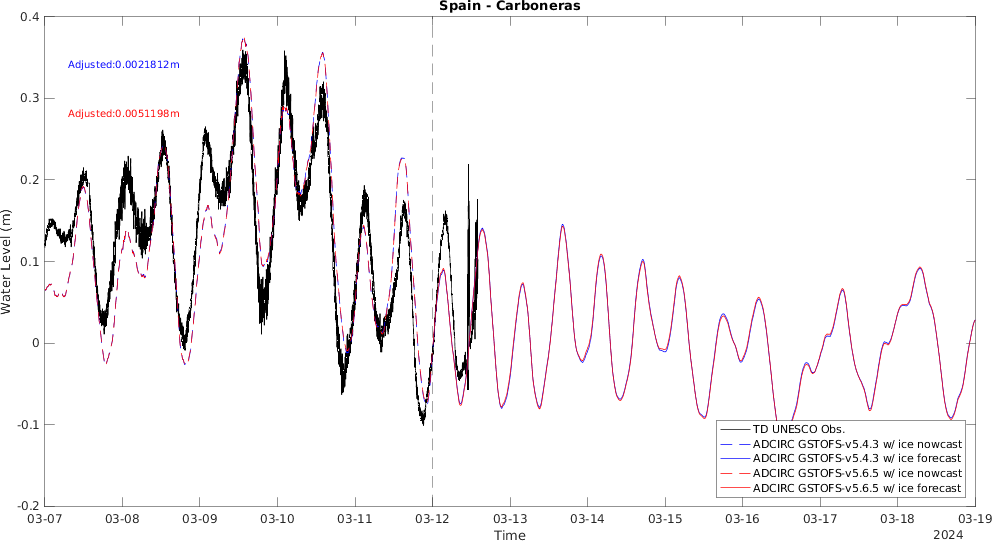 Spain - Carboneras
0.4
0.3
0.2
0.1
0
-0.1
-0.2
Water Level (m)
Adjusted:0.0021812m
Adjusted:0.0051198m
TD UNESCO Obs.
ADCIRC GSTOFS-v5.4.3 w/ ice nowcast
ADCIRC GSTOFS-v5.4.3 w/ ice forecast
ADCIRC GSTOFS-v5.6.5 w/ ice nowcast
ADCIRC GSTOFS-v5.6.5 w/ ice forecast
03-07 03-08 03-09 03-10 03-11 03-12 03-13 03-14 03-15 03-16 03-17 03-18 03-19
Time
2024